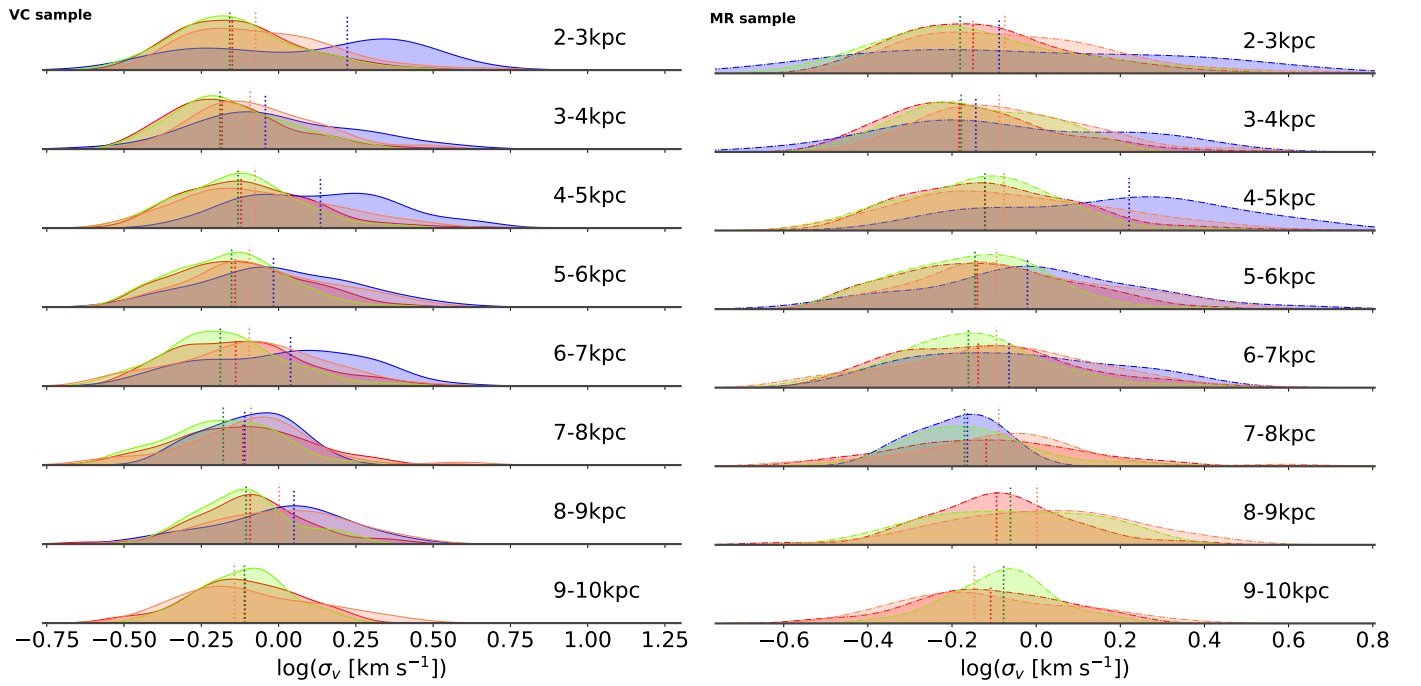 VC sample
2-3kpc
3-4kpc
4-5kpc
5-6kpc
6-7kpc
7-8kpc
8-9kpc
9-10kpc
−0.75 −0.50 −0.25 0.00 0.25 0.50 0.75 1.00 1.25
log(σᵥ [km s⁻¹])
MR sample
2-3kpc
3-4kpc
4-5kpc
5-6kpc
6-7kpc
7-8kpc
8-9kpc
9-10kpc
−0.6 −0.4 −0.2 0.0 0.2 0.4 0.6 0.8
log(σᵥ [km s⁻¹])